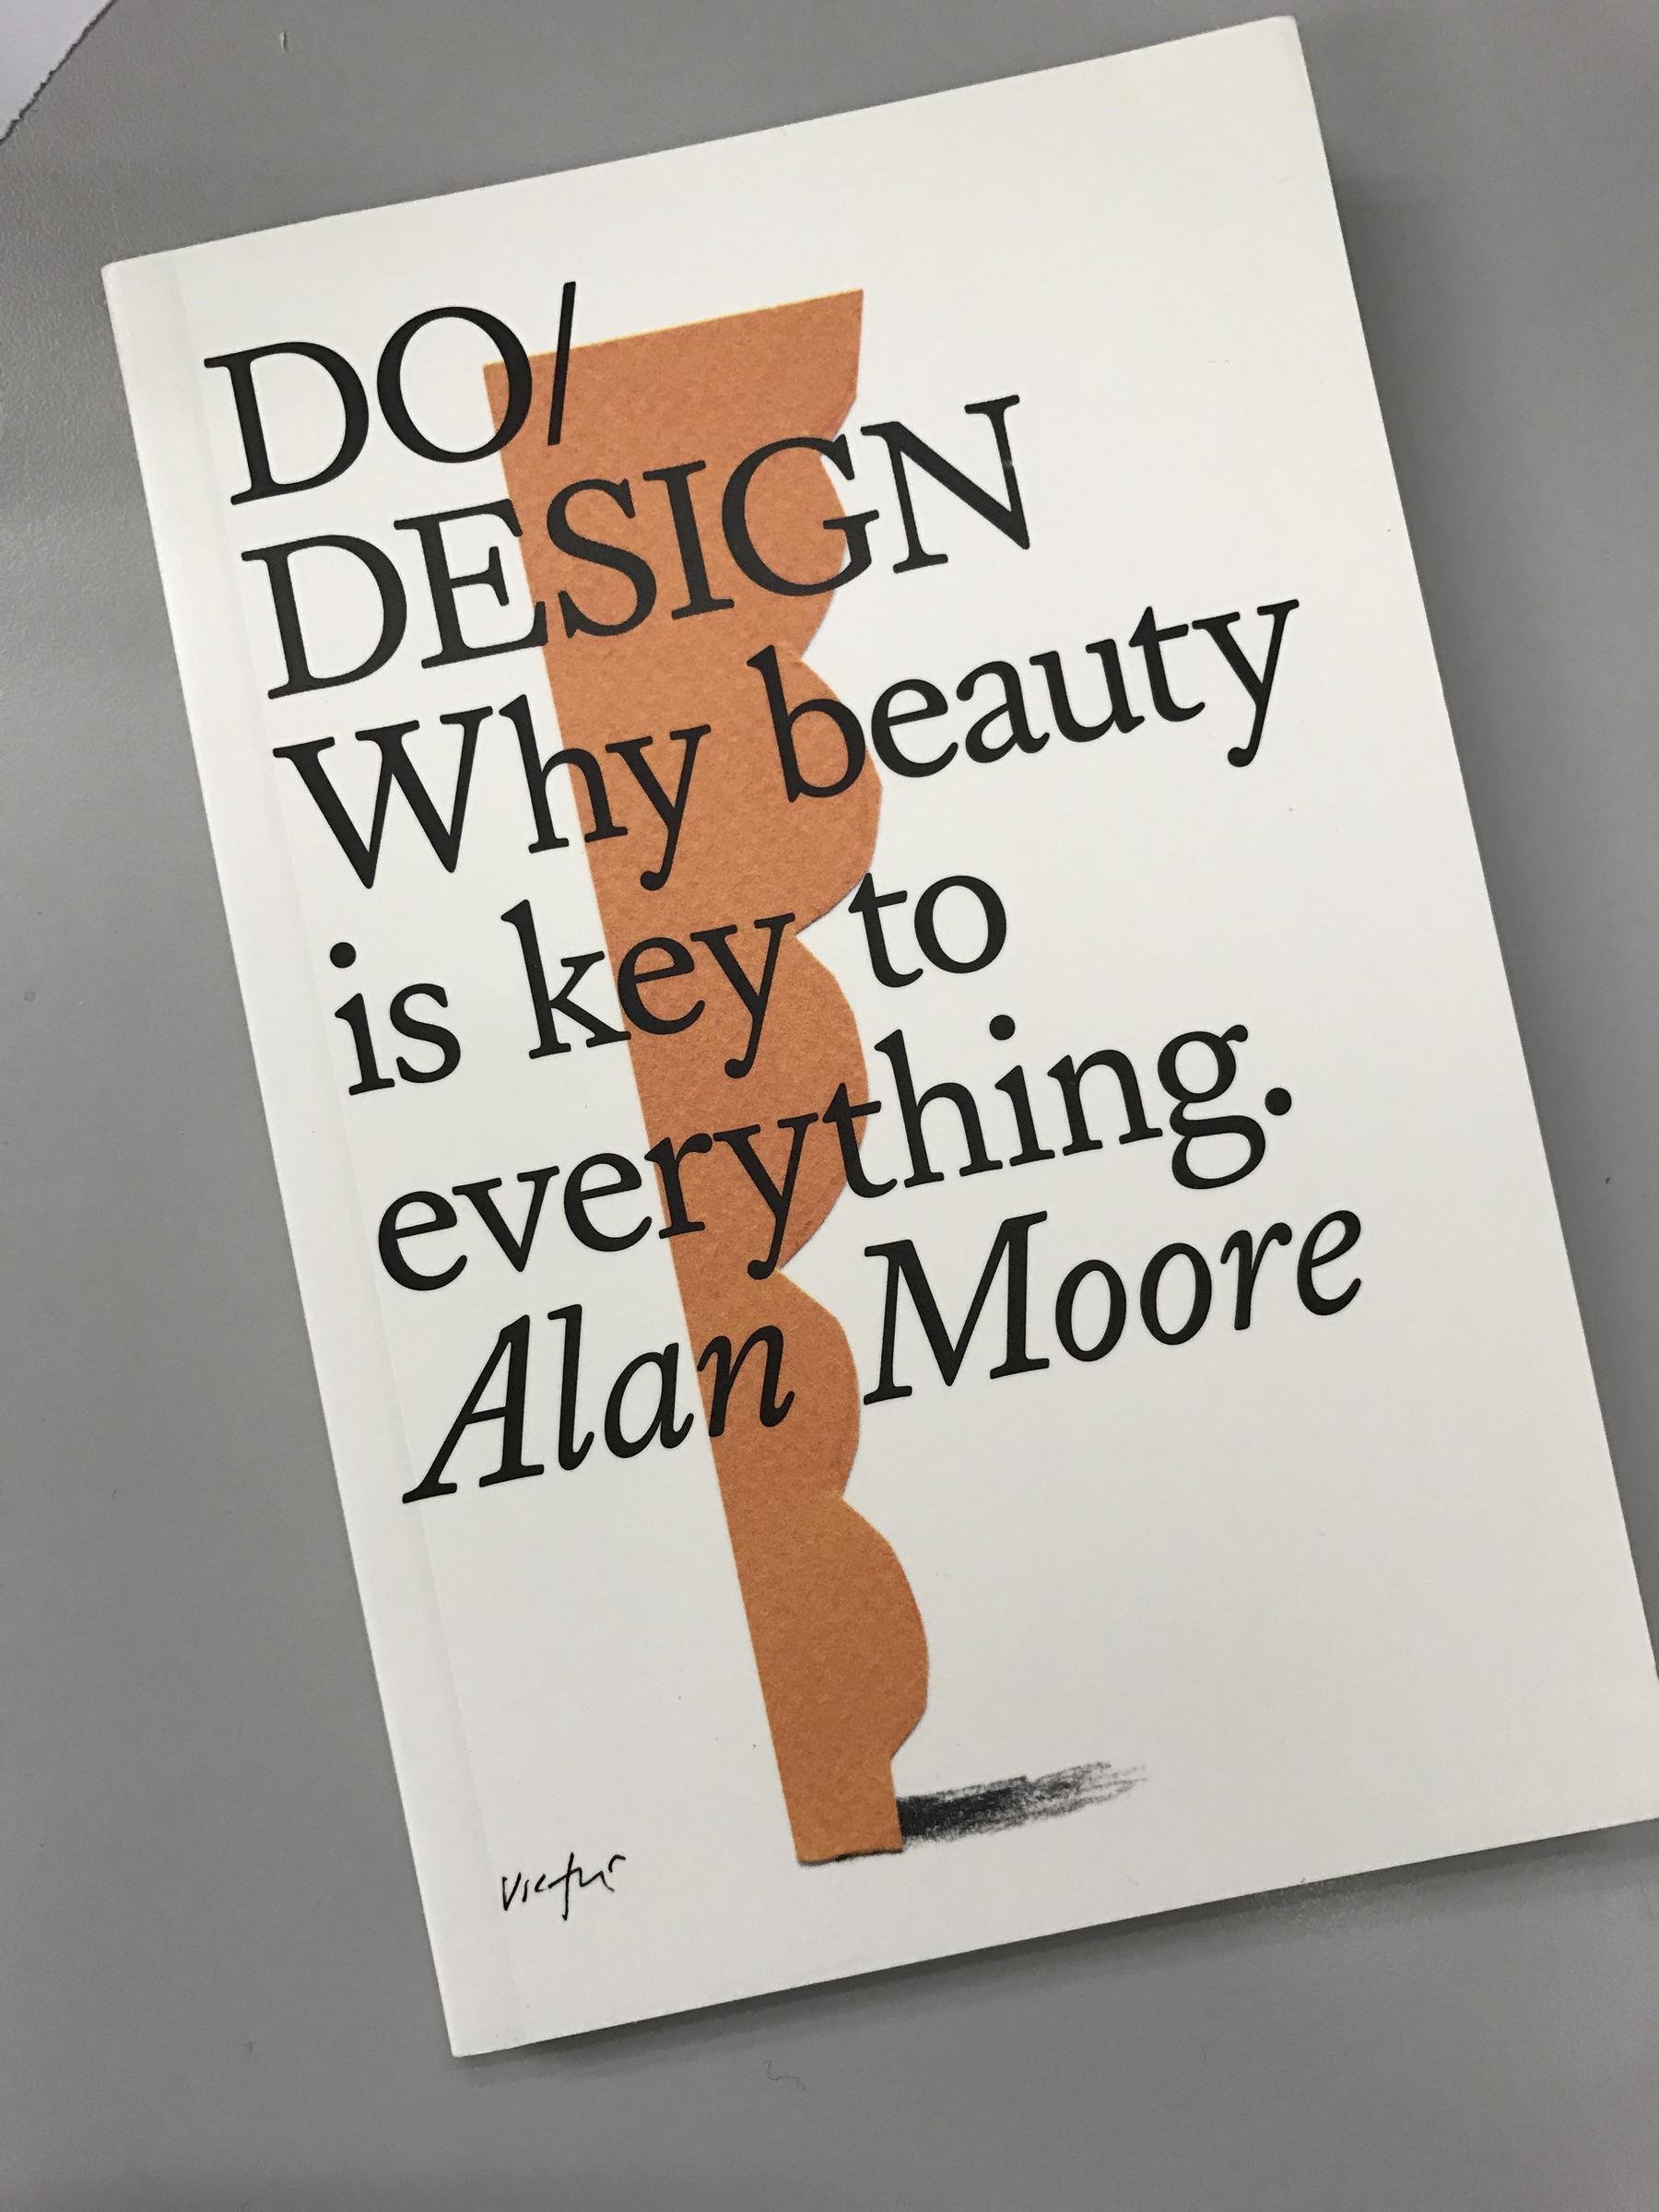 DO/
DESIGN
Why beauty
is key to
everything.
Alan Moore